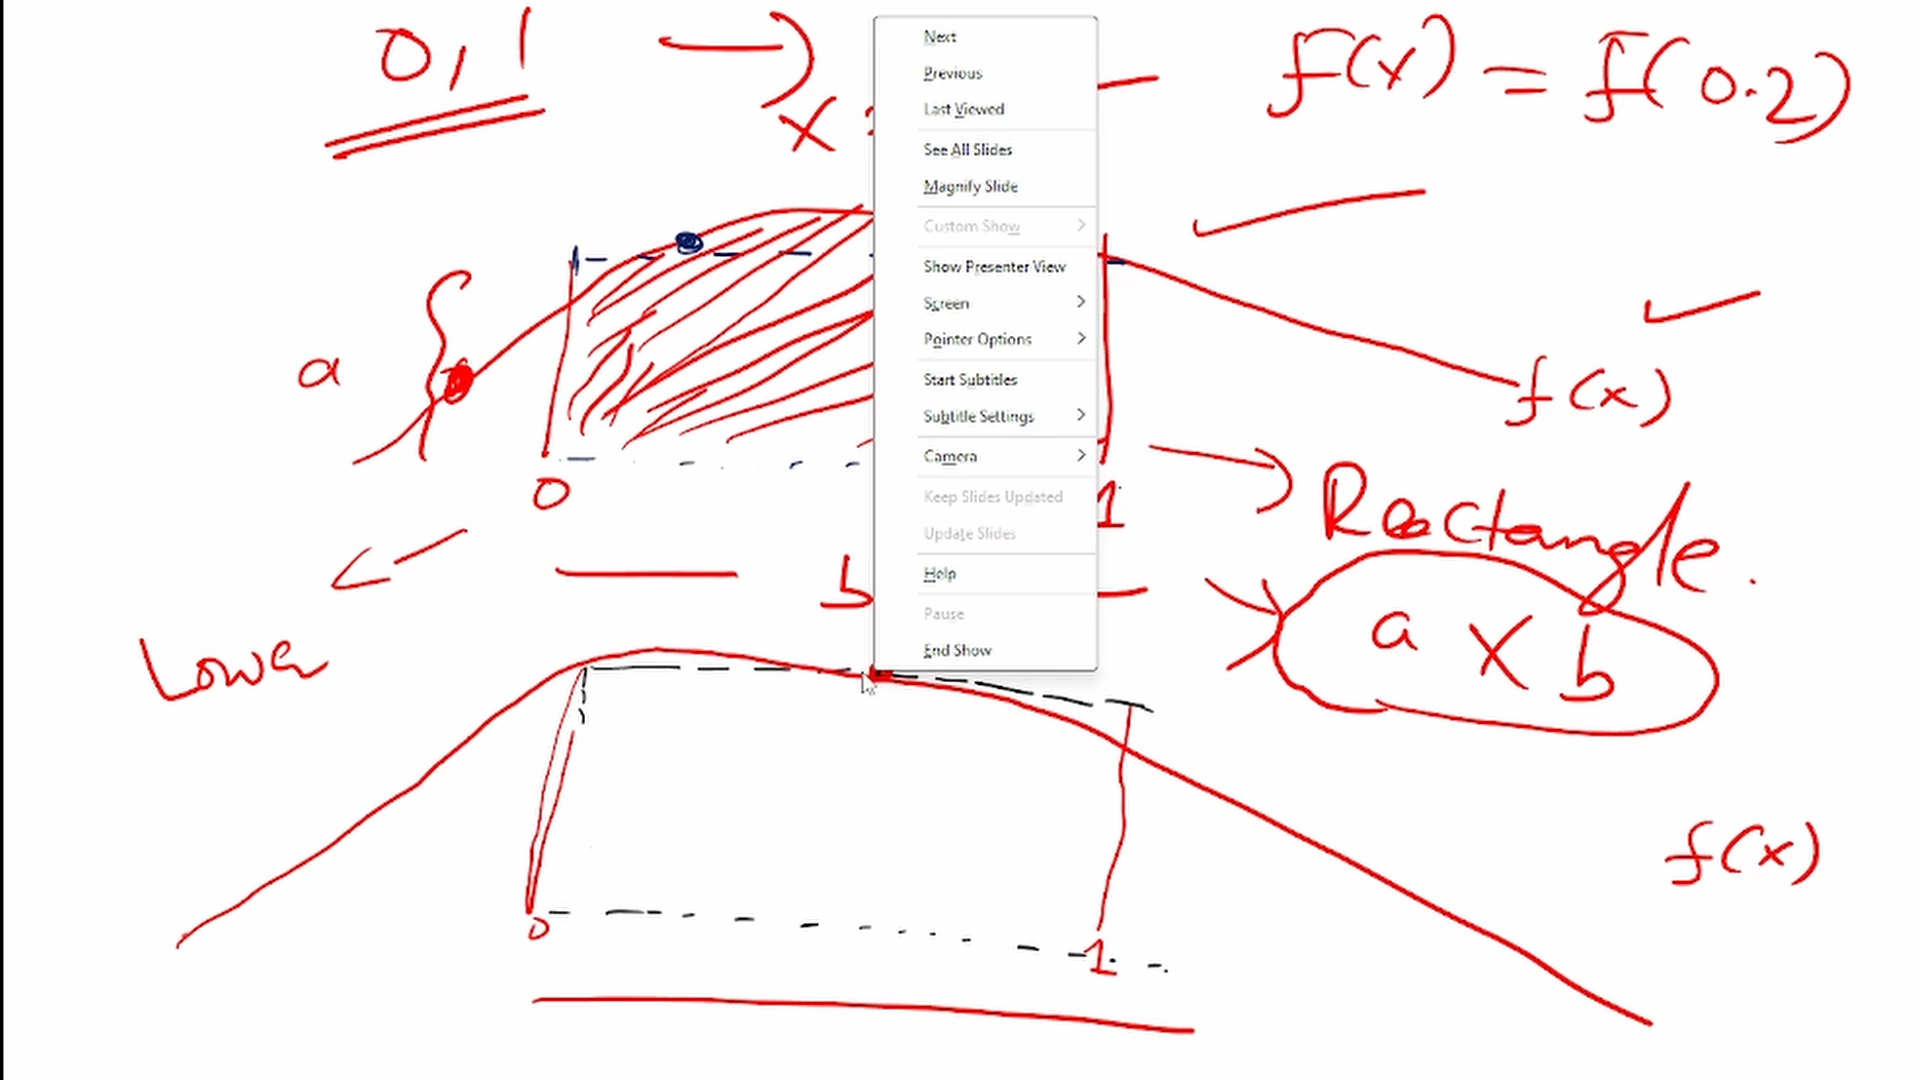 0, 1 → x =
f(x) = f(0.2)
Next
Previous
Last Viewed
See All Slides
Magnify Slide
Custom Show
Show Presenter View
Screen
Pointer Options
Start Subtitles
Subtitle Settings
Camera
Keep Slides Updated
Update Slides
Help
Pause
End Show
a
f(x)
0
1
Rectangle.
b
a x b
Lower
f(x)
0
1